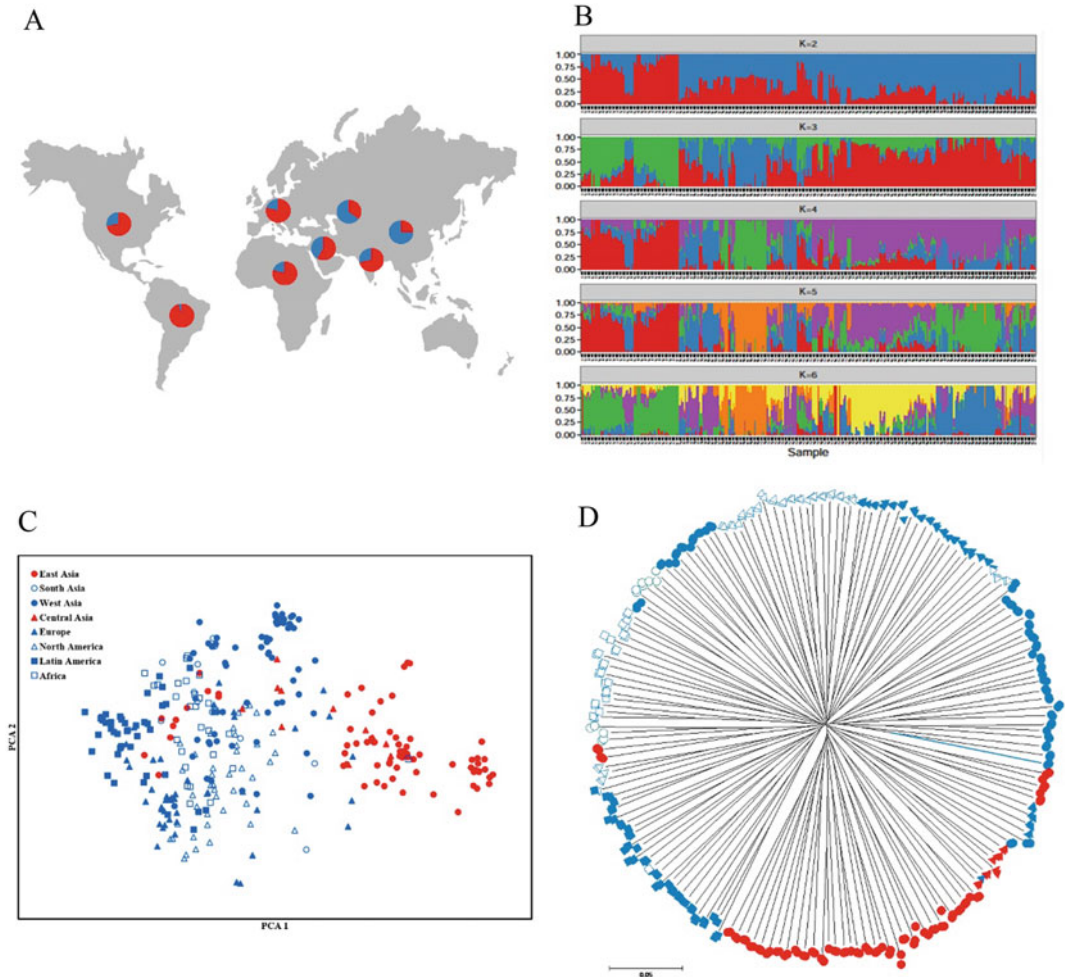 A
B
K=2
1.00
0.75
0.50
0.25
0.00
K=3
1.00
0.75
0.50
0.25
0.00
K=4
1.00
0.75
0.50
0.25
0.00
K=5
1.00
0.75
0.50
0.25
0.00
K=6
1.00
0.75
0.50
0.25
0.00
Sample
C
East Asia
South Asia
West Asia
Central Asia
Europe
North America
Latin America
Africa
PCA 2
PCA 1
D
0.05